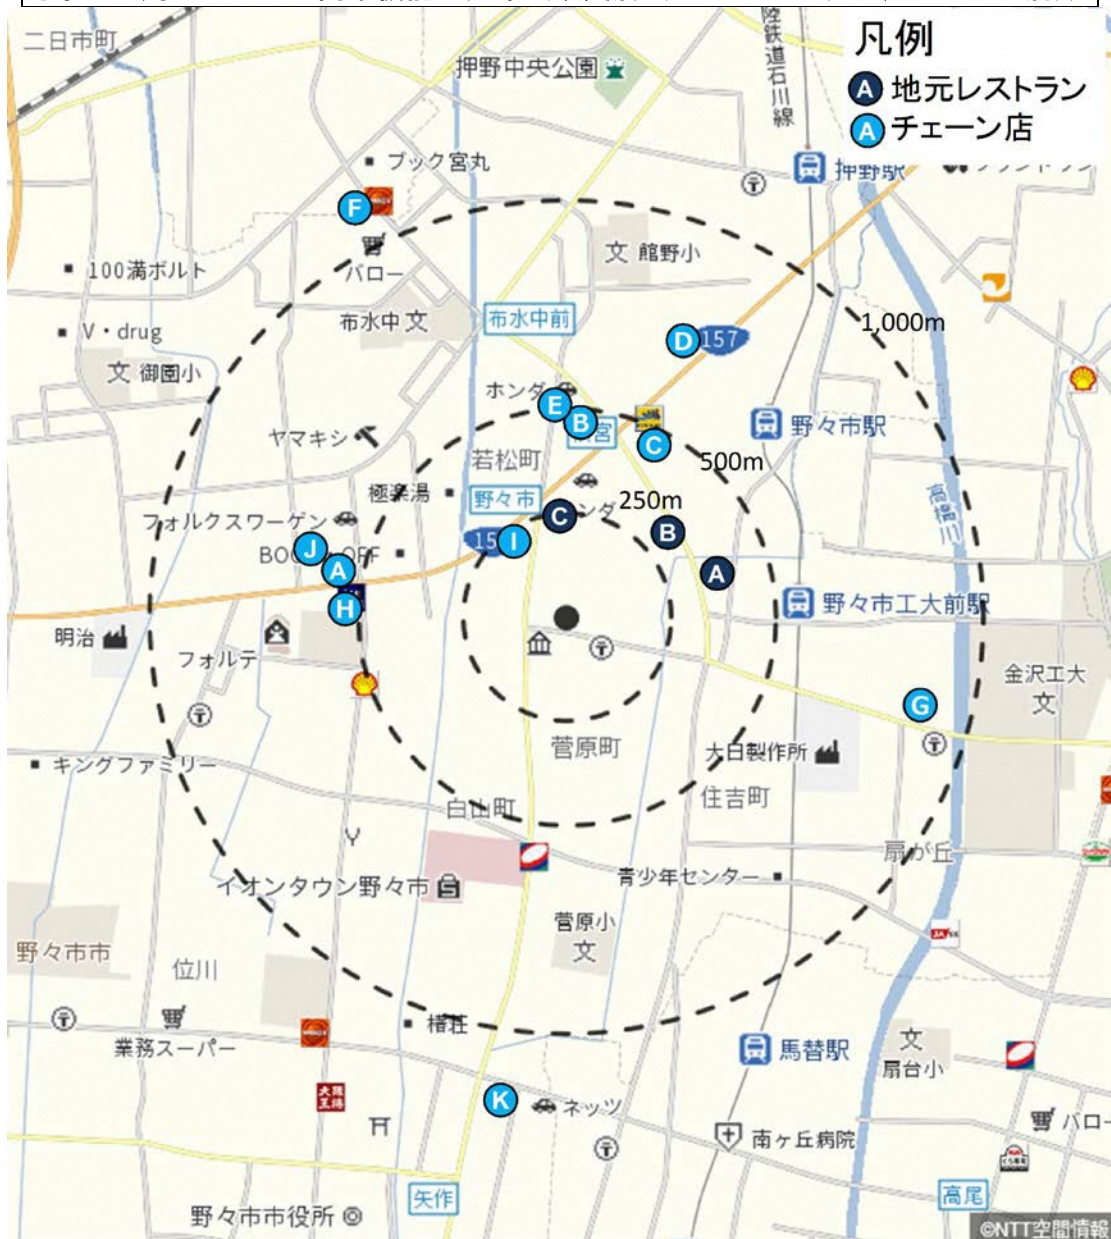 凡例
A 地元レストラン
A チェーン店
二日市町
押野中央公園
陸鉄道石川線
押野駅
ブック宮丸
F
館野小
100満ボルト
バロー
V・drug
布水中
布水中前
D
157
1,000m
御園小
ホンダ
E
B
C
野々市駅
ヤマキシ
若松町
500m
極楽湯
野々市
250m
フォルクスワーゲン
C
B
I
J
A
A
H
野々市工大前駅
明治
フォルテ
金沢工大
G
菅原町
大日製作所
キングファミリー
住吉町
白山町
扇が丘
イオンタウン野々市
青少年センター
菅原小
野々市市
位川
椿荘
業務スーパー
馬替駅
扇台小
K
ネッツ
バロー
南ヶ丘病院
矢作
高尾
野々市市役所
©NTT空間情報